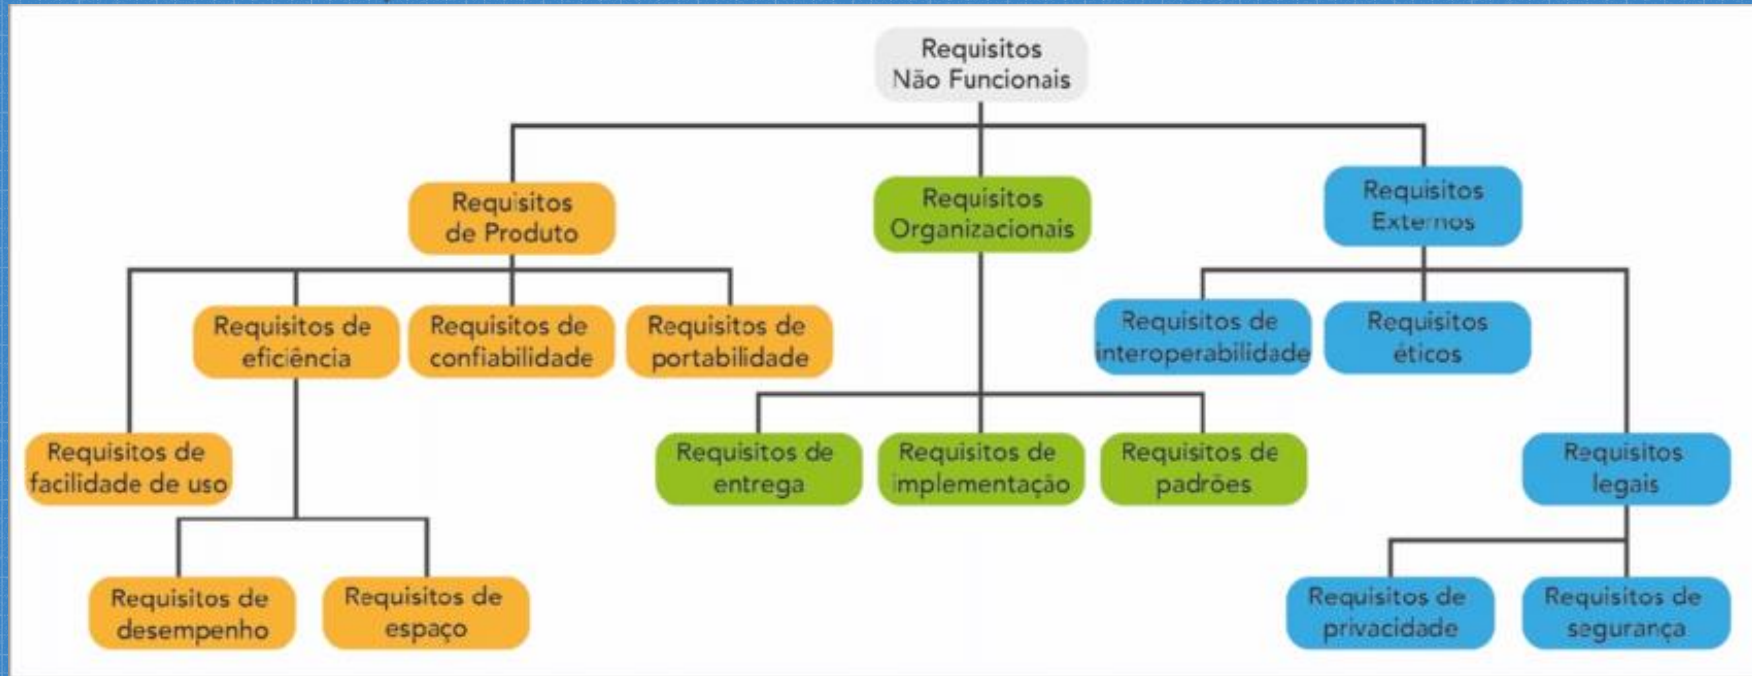 Requisitos
Não Funcionais
Requisitos
de Produto
Requisitos
Organizacionais
Requisitos
Externos
Requisitos de
eficiência
Requisitos de
confiabilidade
Requisitos de
portabilidade
Requisitos de
interoperabilidade
Requisitos
éticos
Requisitos de
facilidade de uso
Requisitos de
entrega
Requisitos de
implementação
Requisitos de
padrões
Requisitos
legais
Requisitos de
desempenho
Requisitos de
espaço
Requisitos de
privacidade
Requisitos de
segurança